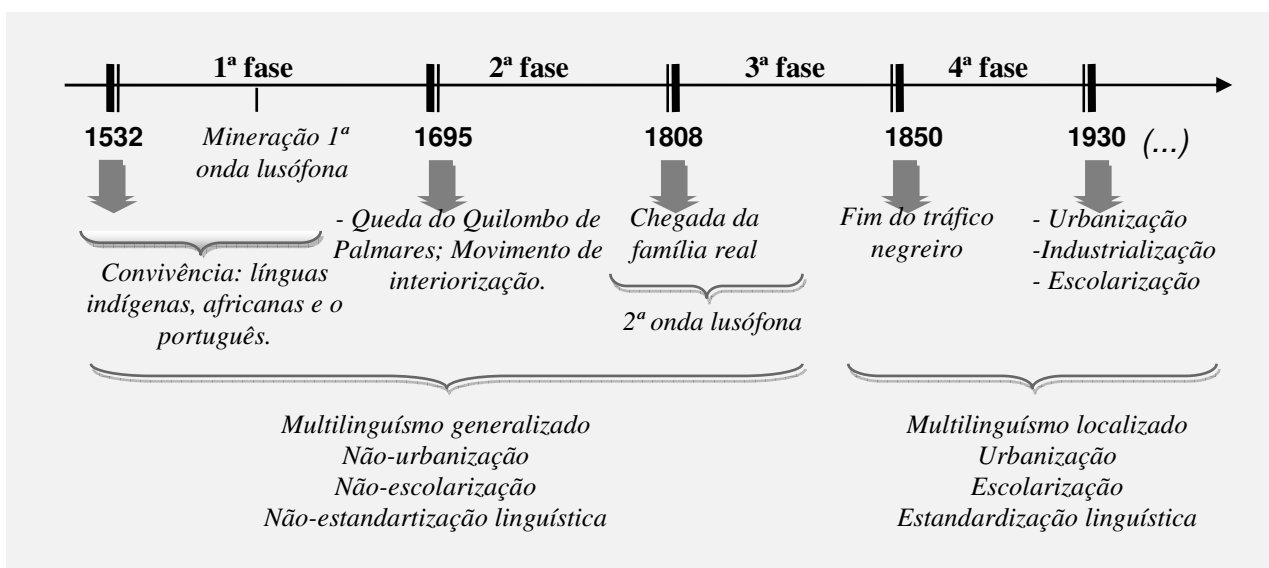 1ª fase
2ª fase
3ª fase
4ª fase
1532
Mineração 1ª
onda lusófona
1695
1808
1850
1930 (...)
- Queda do Quilombo de
Palmares; Movimento de
interiorização.
Chegada da
família real
Fim do tráfico
negreiro
- Urbanização
-Industrialização
- Escolarização
Convivência: línguas
indígenas, africanas e o
português.
2ª onda lusófona
Multilinguísmo generalizado
Não-urbanização
Não-escolarização
Não-estandartização linguística
Multilinguísmo localizado
Urbanização
Escolarização
Estandardização linguística